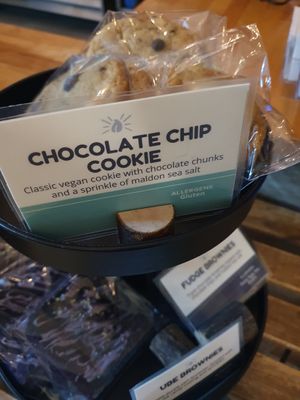 CHOCOLATE CHIP
COOKIE
Classic vegan cookie with chocolate chunks
and a sprinkle of maldon sea salt
ALLERGENS
Gluten
FUDGE BROWNIES
UBE BROWNIES